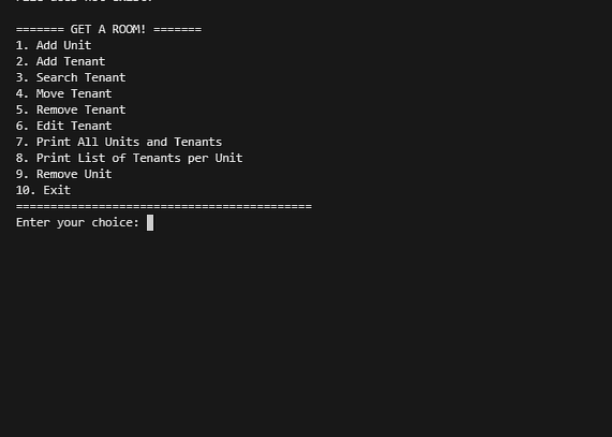 ======= GET A ROOM! =======
1. Add Unit
2. Add Tenant
3. Search Tenant
4. Move Tenant
5. Remove Tenant
6. Edit Tenant
7. Print All Units and Tenants
8. Print List of Tenants per Unit
9. Remove Unit
10. Exit
===========================================
Enter your choice: